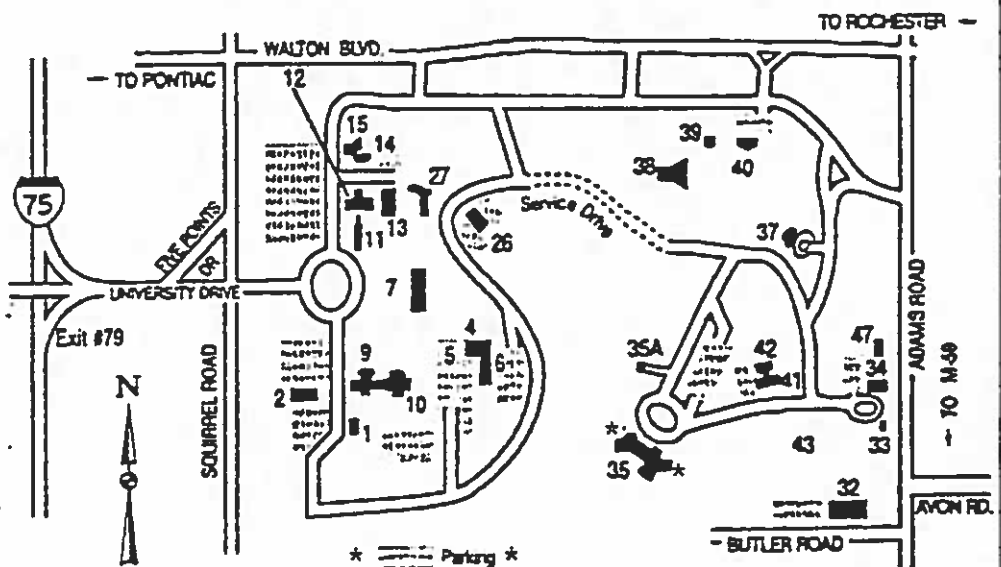 TO ROCHESTER
WALTON BLVD.
TO PONTIAC
12
15
14
39
40
38
27
75
Service Drive
FIVE POINTS
DR
13
11
26
37
7
UNIVERSITY DRIVE
ADAMS ROAD
Exit #79
47
35A
34
42
9
5
4
6
41
N
2
10
SQUIRREL ROAD
1
43
33
TO M-59
* 35 *
32
AVON RD.
BUTLER ROAD
* Parking *